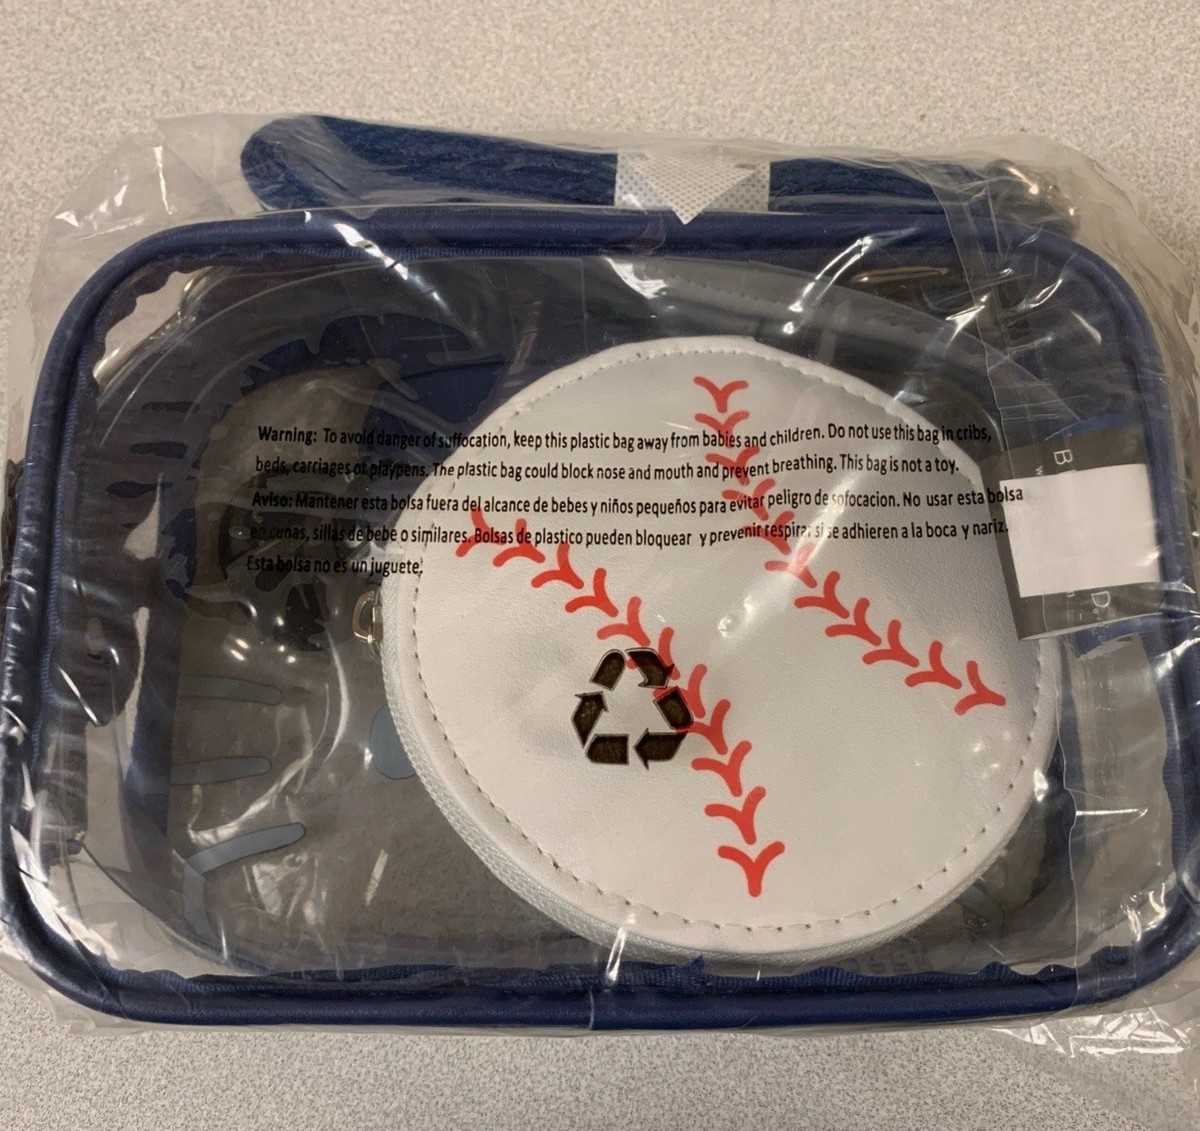 Warning: To avoid danger of suffocation, keep this plastic bag away from babies and children. Do not use this bag in cribs,
beds, carriages or playpens. The plastic bag could block nose and mouth and prevent breathing. This bag is not a toy.
Aviso: Mantener esta bolsa fuera del alcance de bebes y niños pequeños para evitar peligro de sofocacion. No usar esta bolsa
en cunas, sillas de bebe o similares. Bolsas de plastico pueden bloquear y prevenir respirar si se adhieren a la boca y nariz.
Esta bolsa no es un juguete.
B
D